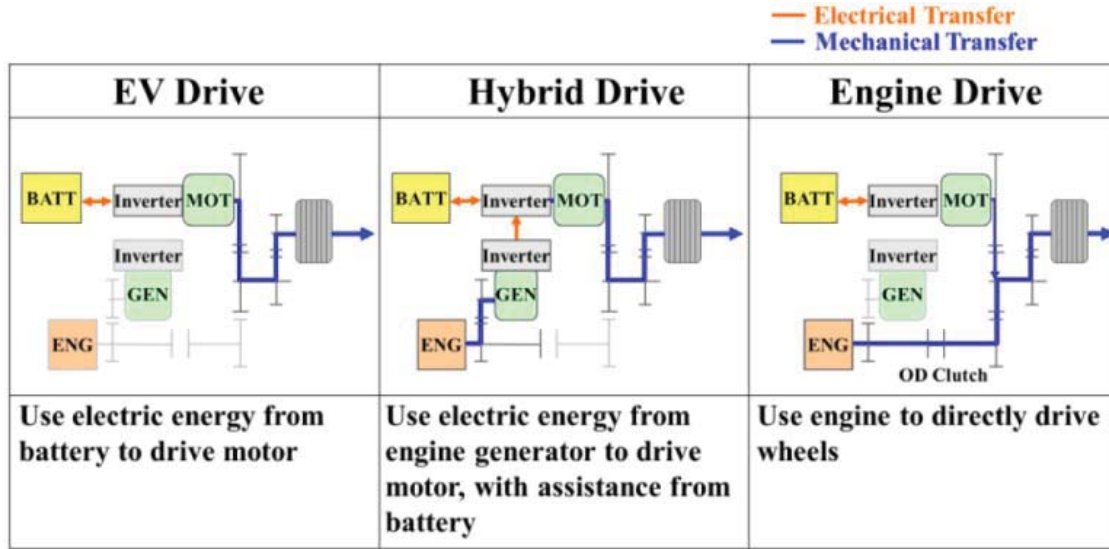 Electrical Transfer
Mechanical Transfer
EV Drive
Hybrid Drive
Engine Drive
BATT
Inverter
MOT
Inverter
GEN
ENG
BATT
Inverter
MOT
Inverter
GEN
ENG
BATT
Inverter
MOT
Inverter
GEN
ENG
OD Clutch
Use electric energy from
battery to drive motor
Use electric energy from
engine generator to drive
motor, with assistance from
battery
Use engine to directly drive
wheels